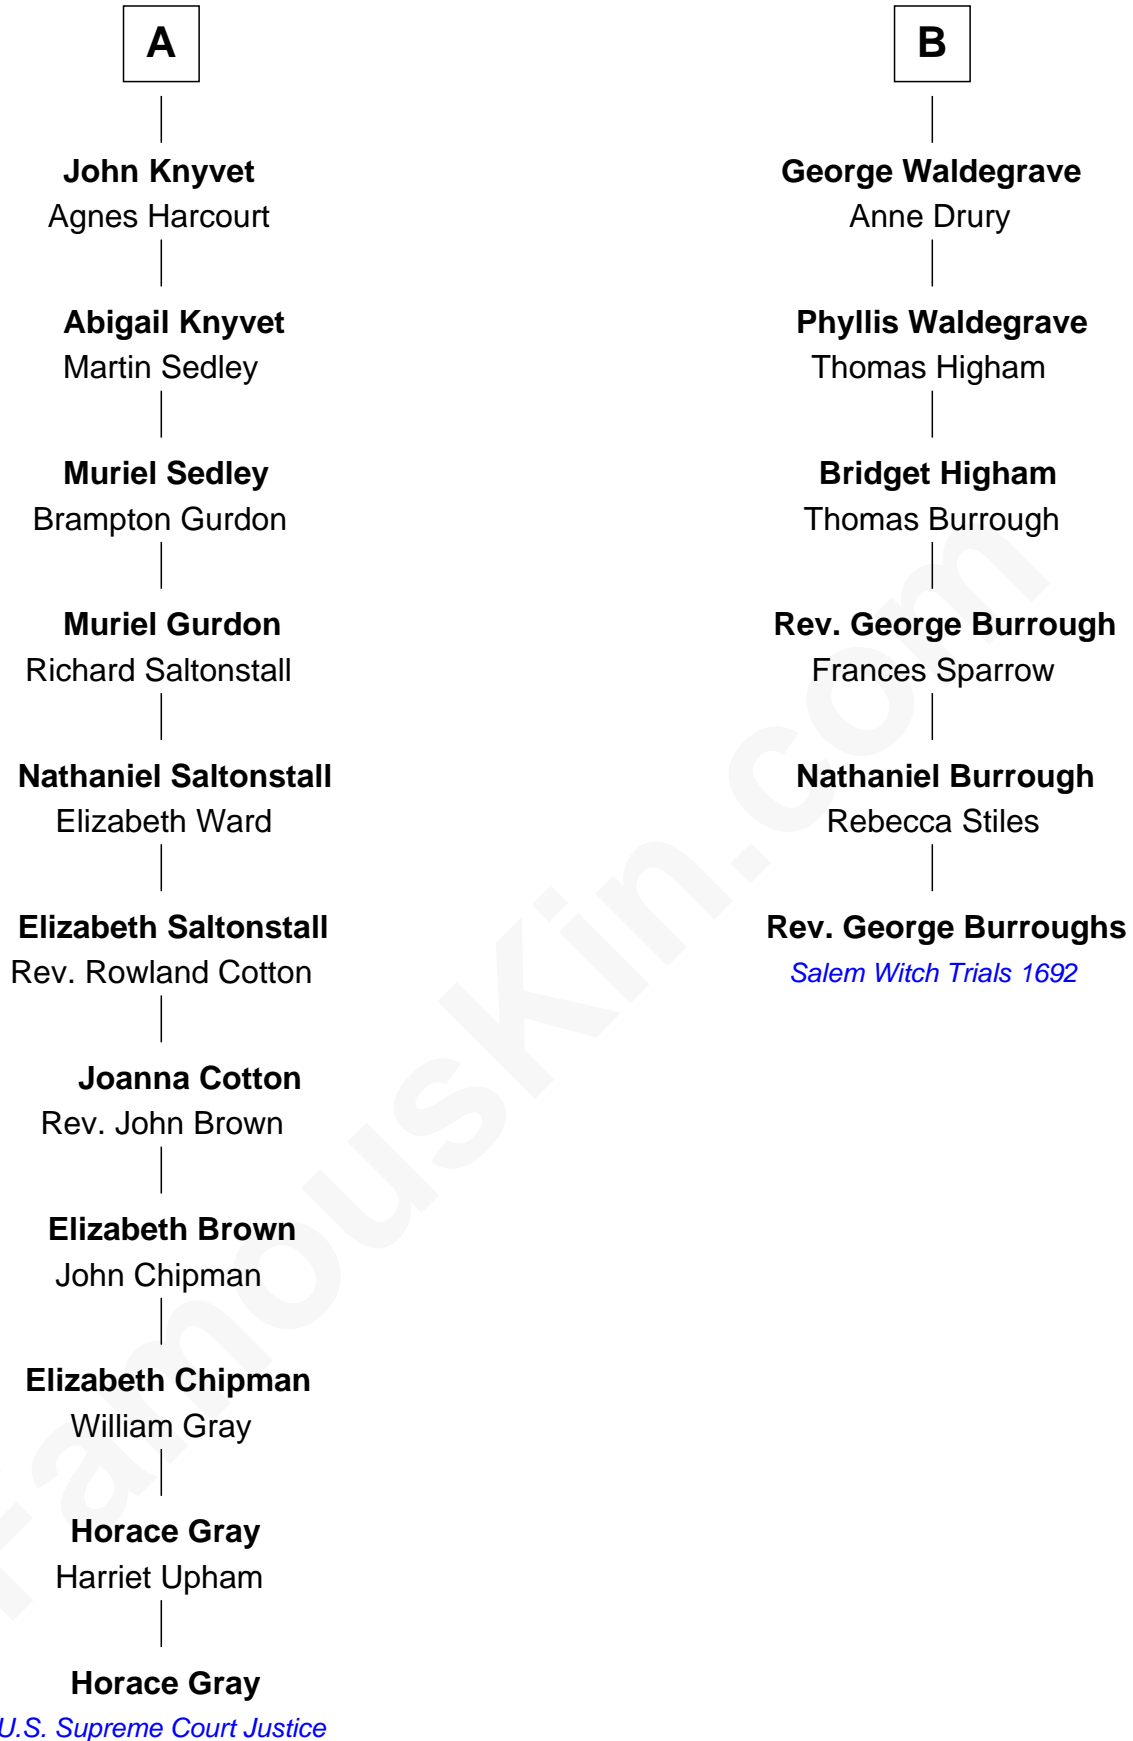 A
John Knyvet
Agnes Harcourt
Abigail Knyvet
Martin Sedley
Muriel Sedley
Brampton Gurdon
Muriel Gurdon
Richard Saltonstall
Nathaniel Saltonstall
Elizabeth Ward
Elizabeth Saltonstall
Rev. Rowland Cotton
Joanna Cotton
Rev. John Brown
Elizabeth Brown
John Chipman
Elizabeth Chipman
William Gray
Horace Gray
Harriet Upham
Horace Gray
U.S. Supreme Court Justice
B
George Waldegrave
Anne Drury
Phyllis Waldegrave
Thomas Higham
Bridget Higham
Thomas Burrough
Rev. George Burrough
Frances Sparrow
Nathaniel Burrough
Rebecca Stiles
Rev. George Burroughs
Salem Witch Trials 1692
FamousKin.com